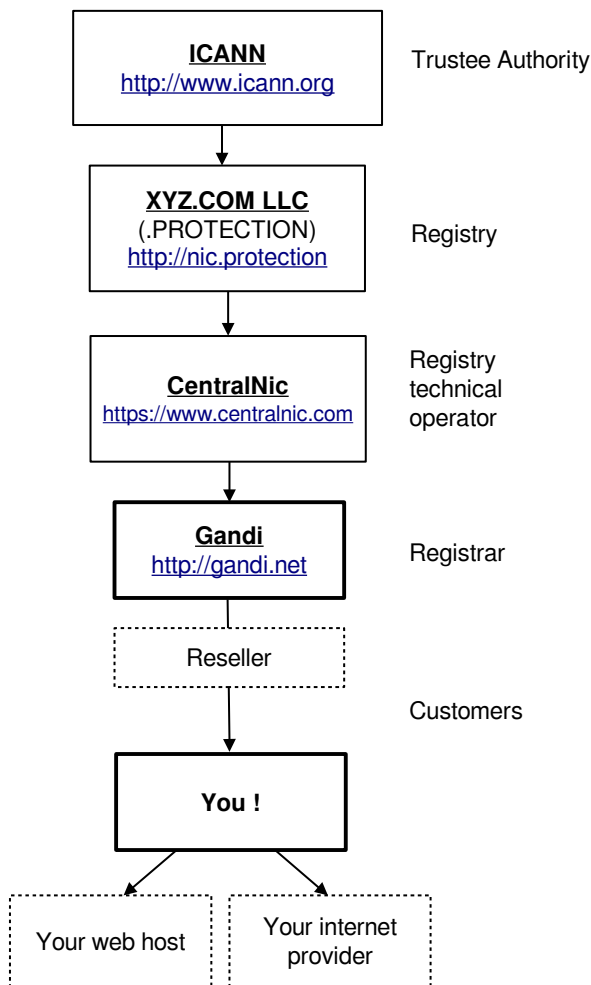 ICANN
http://www.icann.org
Trustee Authority
XYZ.COM LLC
(.PROTECTION)
http://nic.protection
Registry
CentralNic
https://www.centralnic.com
Registry
technical
operator
Gandi
http://gandi.net
Registrar
Reseller
Customers
You !
Your web host
Your internet
provider